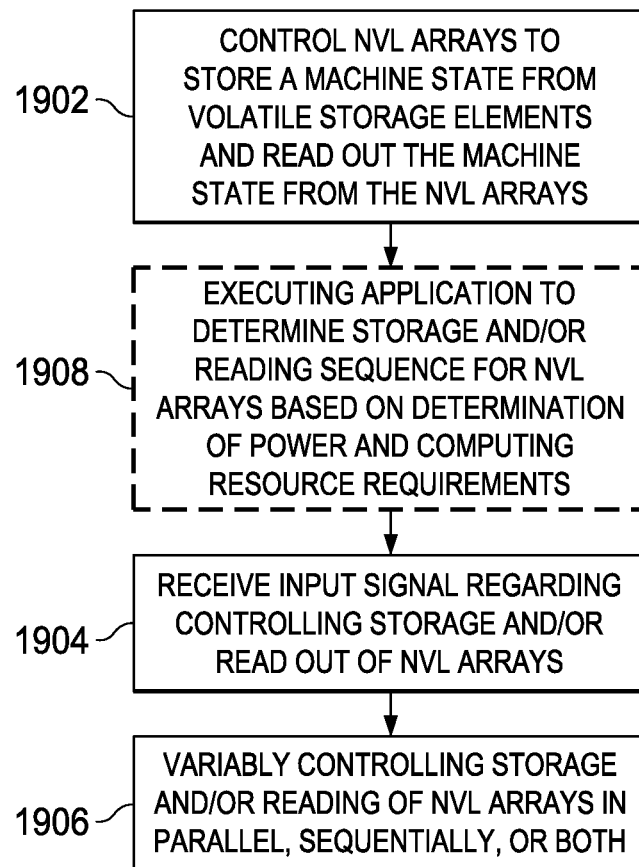 1902
CONTROL NVL ARRAYS TO
STORE A MACHINE STATE FROM
VOLATILE STORAGE ELEMENTS
AND READ OUT THE MACHINE
STATE FROM THE NVL ARRAYS
1908
EXECUTING APPLICATION TO
DETERMINE STORAGE AND/OR
READING SEQUENCE FOR NVL
ARRAYS BASED ON DETERMINATION
OF POWER AND COMPUTING
RESOURCE REQUIREMENTS
1904
RECEIVE INPUT SIGNAL REGARDING
CONTROLLING STORAGE AND/OR
READ OUT OF NVL ARRAYS
1906
VARIABLY CONTROLLING STORAGE
AND/OR READING OF NVL ARRAYS IN
PARALLEL, SEQUENTIALLY, OR BOTH